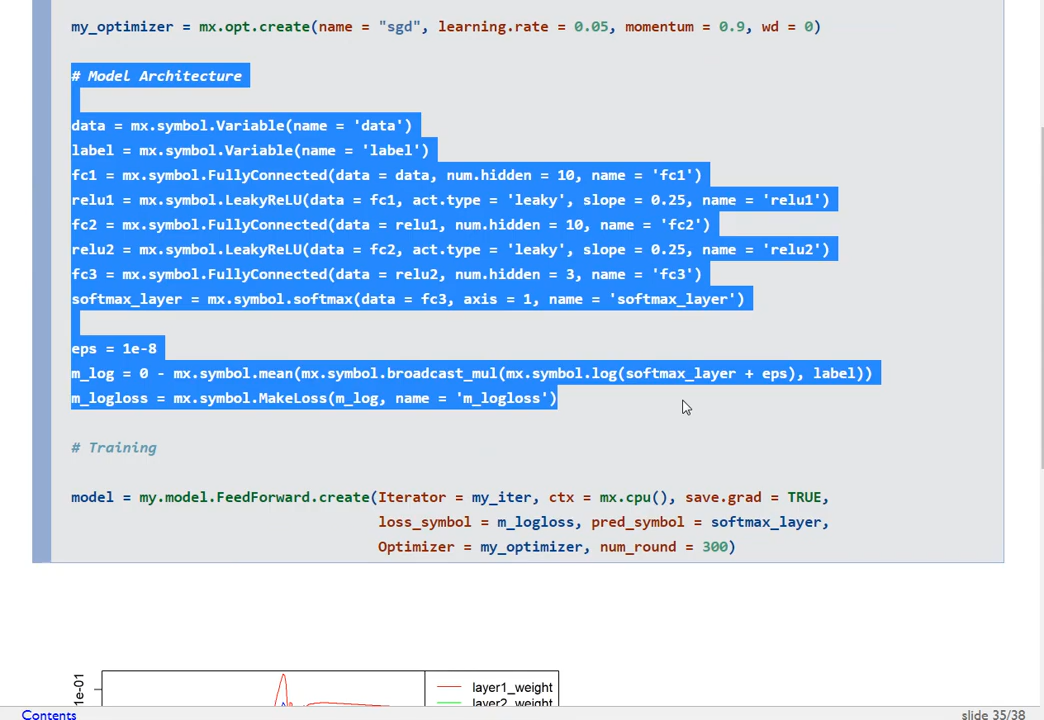 my_optimizer = mx.opt.create(name = "sgd", learning.rate = 0.05, momentum = 0.9, wd = 0)
# Model Architecture
data = mx.symbol.Variable(name = 'data')
label = mx.symbol.Variable(name = 'label')
fc1 = mx.symbol.FullyConnected(data = data, num.hidden = 10, name = 'fc1')
relu1 = mx.symbol.LeakyReLU(data = fc1, act.type = 'leaky', slope = 0.25, name = 'relu1')
fc2 = mx.symbol.FullyConnected(data = relu1, num.hidden = 10, name = 'fc2')
relu2 = mx.symbol.LeakyReLU(data = fc2, act.type = 'leaky', slope = 0.25, name = 'relu2')
fc3 = mx.symbol.FullyConnected(data = relu2, num.hidden = 3, name = 'fc3')
softmax_layer = mx.symbol.softmax(data = fc3, axis = 1, name = 'softmax_layer')
eps = 1e-8
m_log = 0 - mx.symbol.mean(mx.symbol.broadcast_mul(mx.symbol.log(softmax_layer + eps), label))
m_logloss = mx.symbol.MakeLoss(m_log, name = 'm_logloss')
# Training
model = my.model.FeedForward.create(Iterator = my_iter, ctx = mx.cpu(), save.grad = TRUE,
loss_symbol = m_logloss, pred_symbol = softmax_layer,
Optimizer = my_optimizer, num_round = 300)
1e-01
layer1_weight
layer2_weight
Contents
slide 35/38